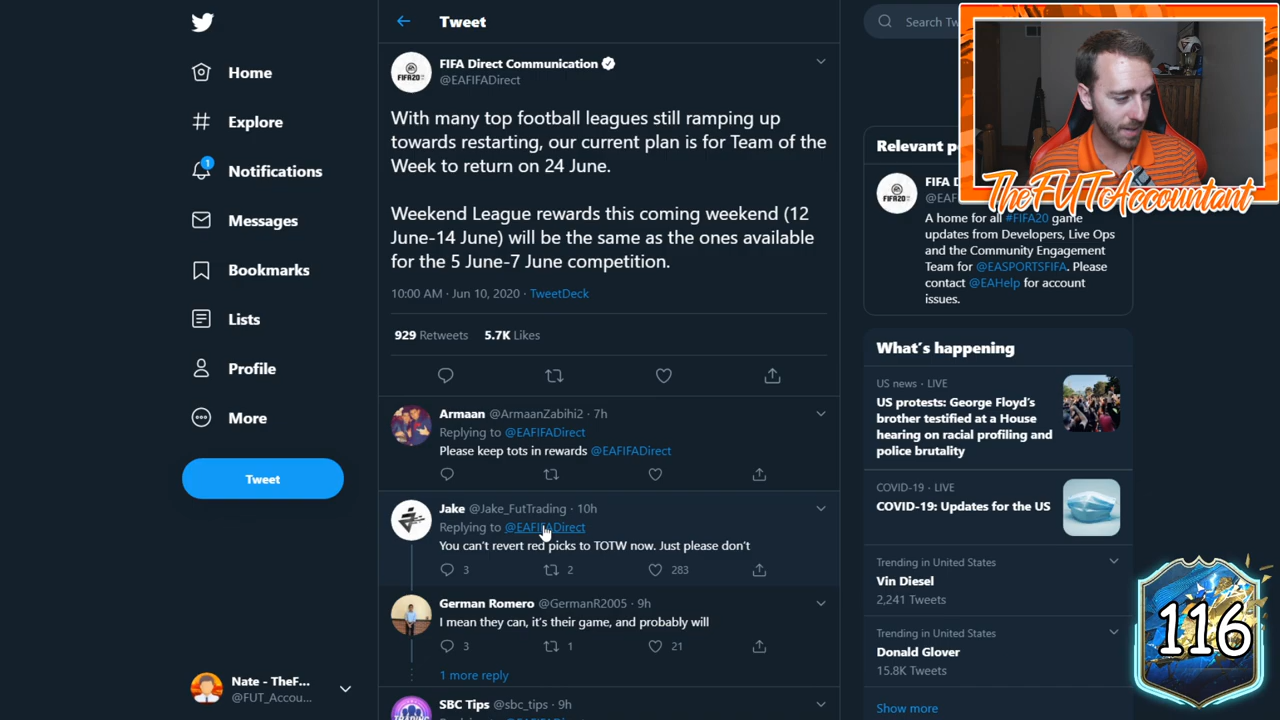 Home
Explore
1
Notifications
Messages
Bookmarks
Lists
Profile
More
Tweet
Nate - TheF...
@FUT_Accou...
Tweet
EA SPORTS
FIFA20
FIFA Direct Communication
@EAFIFADirect
With many top football leagues still ramping up
towards restarting, our current plan is for Team of the
Week to return on 24 June.
Weekend League rewards this coming weekend (12
June-14 June) will be the same as the ones available
for the 5 June-7 June competition.
10:00 AM · Jun 10, 2020 · TweetDeck
929 Retweets 5.7K Likes
Armaan @ArmaanZabihi2 · 7h
Replying to @EAFIFADirect
Please keep tots in rewards @EAFIFADirect
Jake @Jake_FutTrading · 10h
Replying to @EAFIFADirect
You can't revert red picks to TOTW now. Just please don't
3 2 283
German Romero @GermanR2005 · 9h
I mean they can, it's their game, and probably will
3 1 21
1 more reply
SBC Tips @sbc_tips · 9h
Search Tw
Relevant p
FIFA20
FIFA D
@EAF
A home for all #FIFA20 game
updates from Developers, Live Ops
and the Community Engagement
Team for @EASPORTSFIFA. Please
contact @EAHelp for account
issues.
What's happening
US news · LIVE
US protests: George Floyd's
brother testified at a House
hearing on racial profiling and
police brutality
COVID-19 · LIVE
COVID-19: Updates for the US
Trending in United States
Vin Diesel
2,241 Tweets
Trending in United States
Donald Glover
15.8K Tweets
Show more
TheFUTAccountant
116